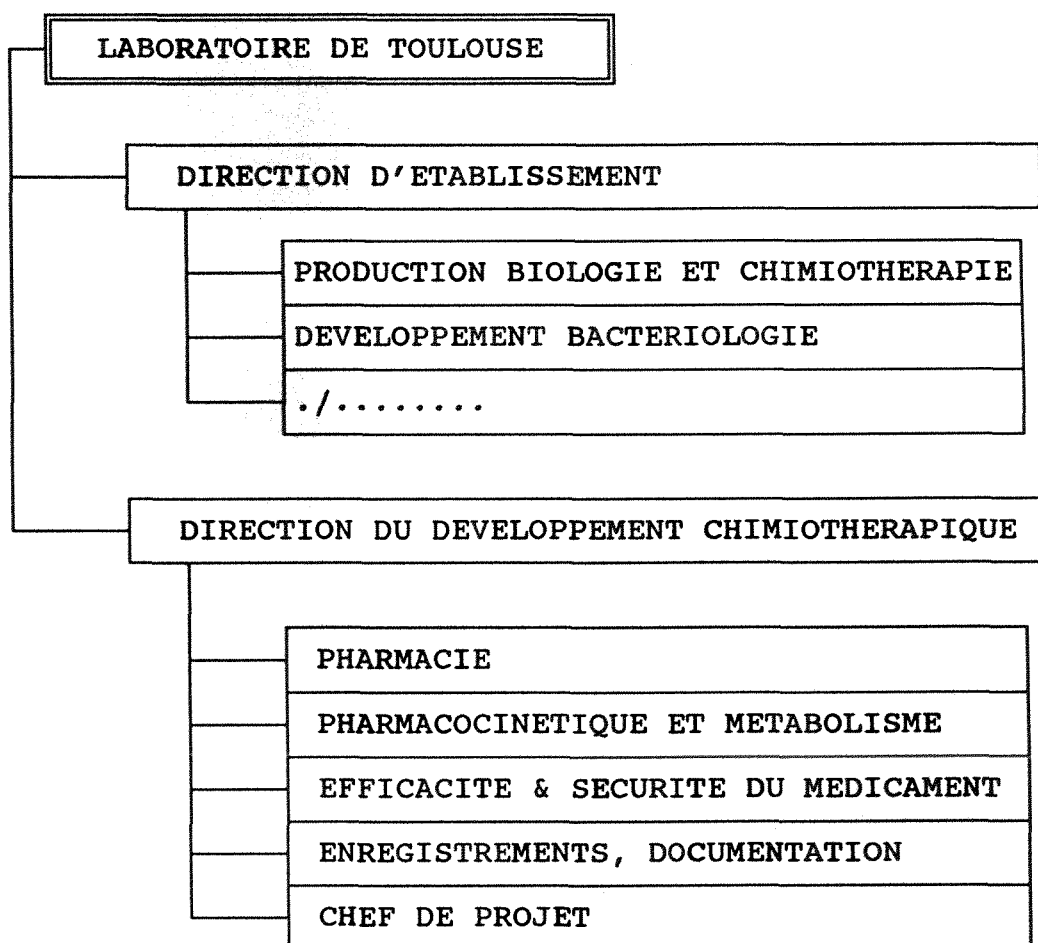 LABORATOIRE DE TOULOUSE
DIRECTION D'ETABLISSEMENT
PRODUCTION BIOLOGIE ET CHIMIOTHERAPIE
DEVELOPPEMENT BACTERIOLOGIE
./........
DIRECTION DU DEVELOPPEMENT CHIMIOTHERAPIQUE
PHARMACIE
PHARMACOCINETIQUE ET METABOLISME
EFFICACITE & SECURITE DU MEDICAMENT
ENREGISTREMENTS, DOCUMENTATION
CHEF DE PROJET